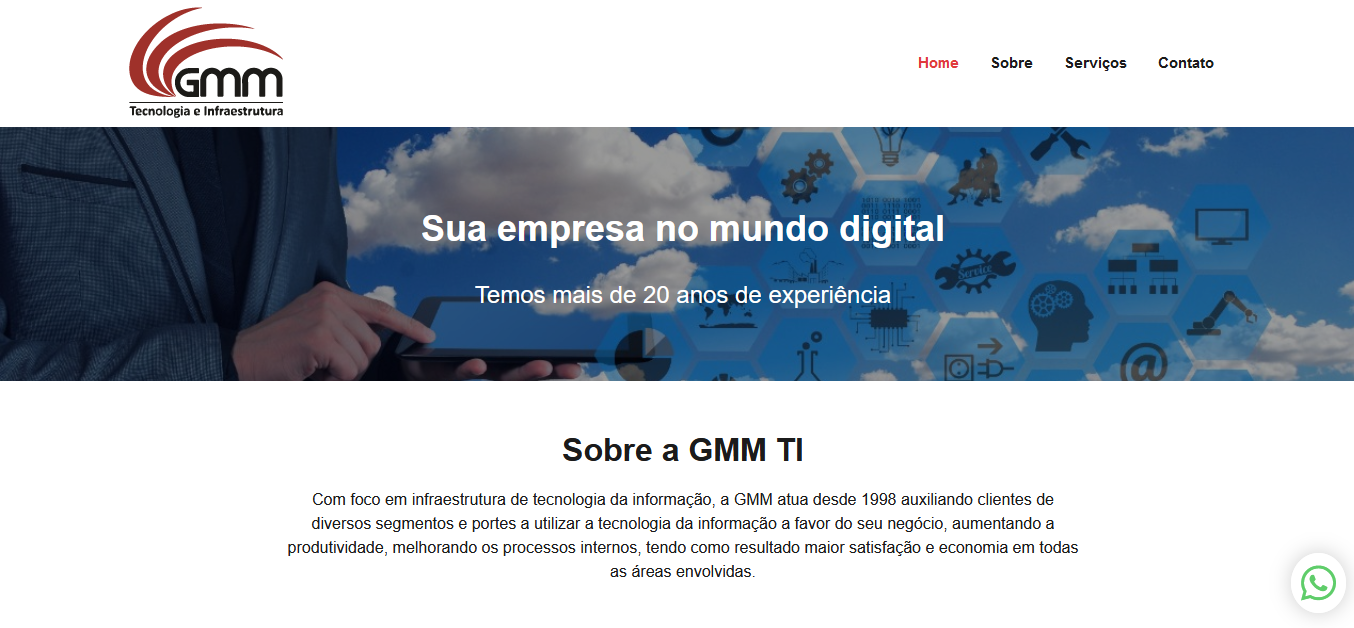 GMM
Tecnologia e Infraestrutura
Home Sobre Serviços Contato
Sua empresa no mundo digital
Temos mais de 20 anos de experiência
Service
@
Sobre a GMM TI
Com foco em infraestrutura de tecnologia da informação, a GMM atua desde 1998 auxiliando clientes de
diversos segmentos e portes a utilizar a tecnologia da informação a favor do seu negócio, aumentando a
produtividade, melhorando os processos internos, tendo como resultado maior satisfação e economia em todas
as áreas envolvidas.